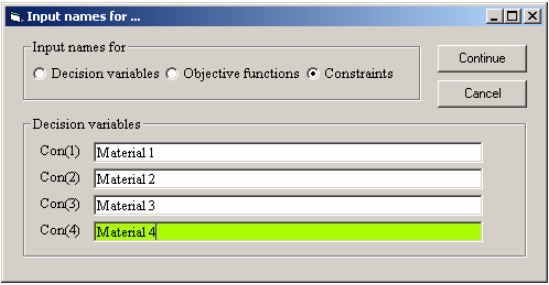 Input names for ...
Input names for
Decision variables Objective functions Constraints
Continue
Cancel
Decision variables
Con(1) Material 1
Con(2) Material 2
Con(3) Material 3
Con(4) Material 4